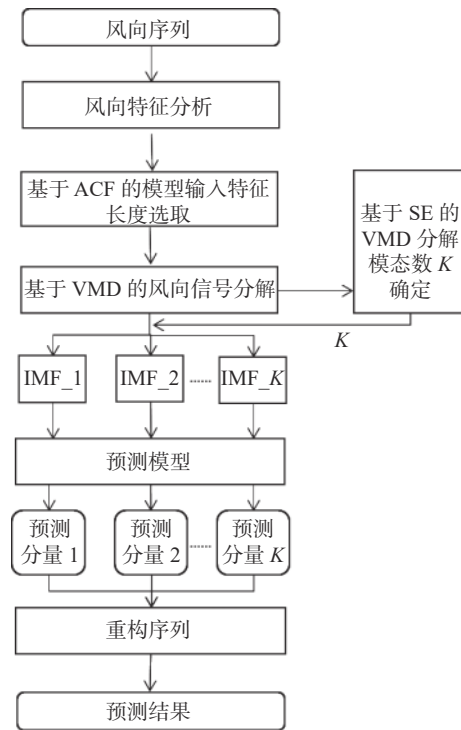 风向序列
风向特征分析
基于 ACF 的模型输入特征
长度选取
基于 SE 的
VMD 分解
模态数 K
确定
基于 VMD 的风向信号分解
K
IMF_1
IMF_2
......
IMF_K
预测模型
预测
分量 1
预测
分量 2
......
预测
分量 K
重构序列
预测结果